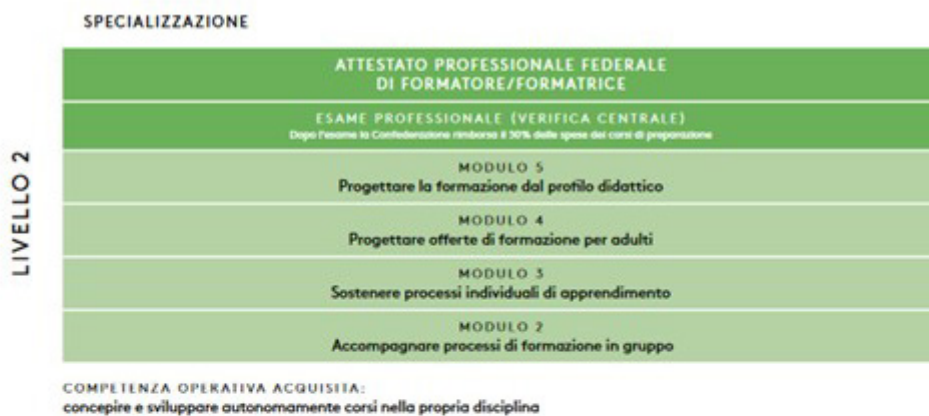 SPECIALIZZAZIONE
ATTESTATO PROFESSIONALE FEDERALE
DI FORMATORE/FORMATRICE
ESAME PROFESSIONALE (VERIFICA CENTRALE)
Dopo l'esame la Confederazione rimborsa il 50% delle spese dei corsi di preparazione
LIVELLO 2
MODULO 5
Progettare la formazione dal profilo didattico
MODULO 4
Progettare offerte di formazione per adulti
MODULO 3
Sostenere processi individuali di apprendimento
MODULO 2
Accompagnare processi di formazione in gruppo
COMPETENZA OPERATIVA ACQUISITA:
concepire e sviluppare autonomamente corsi nella propria disciplina